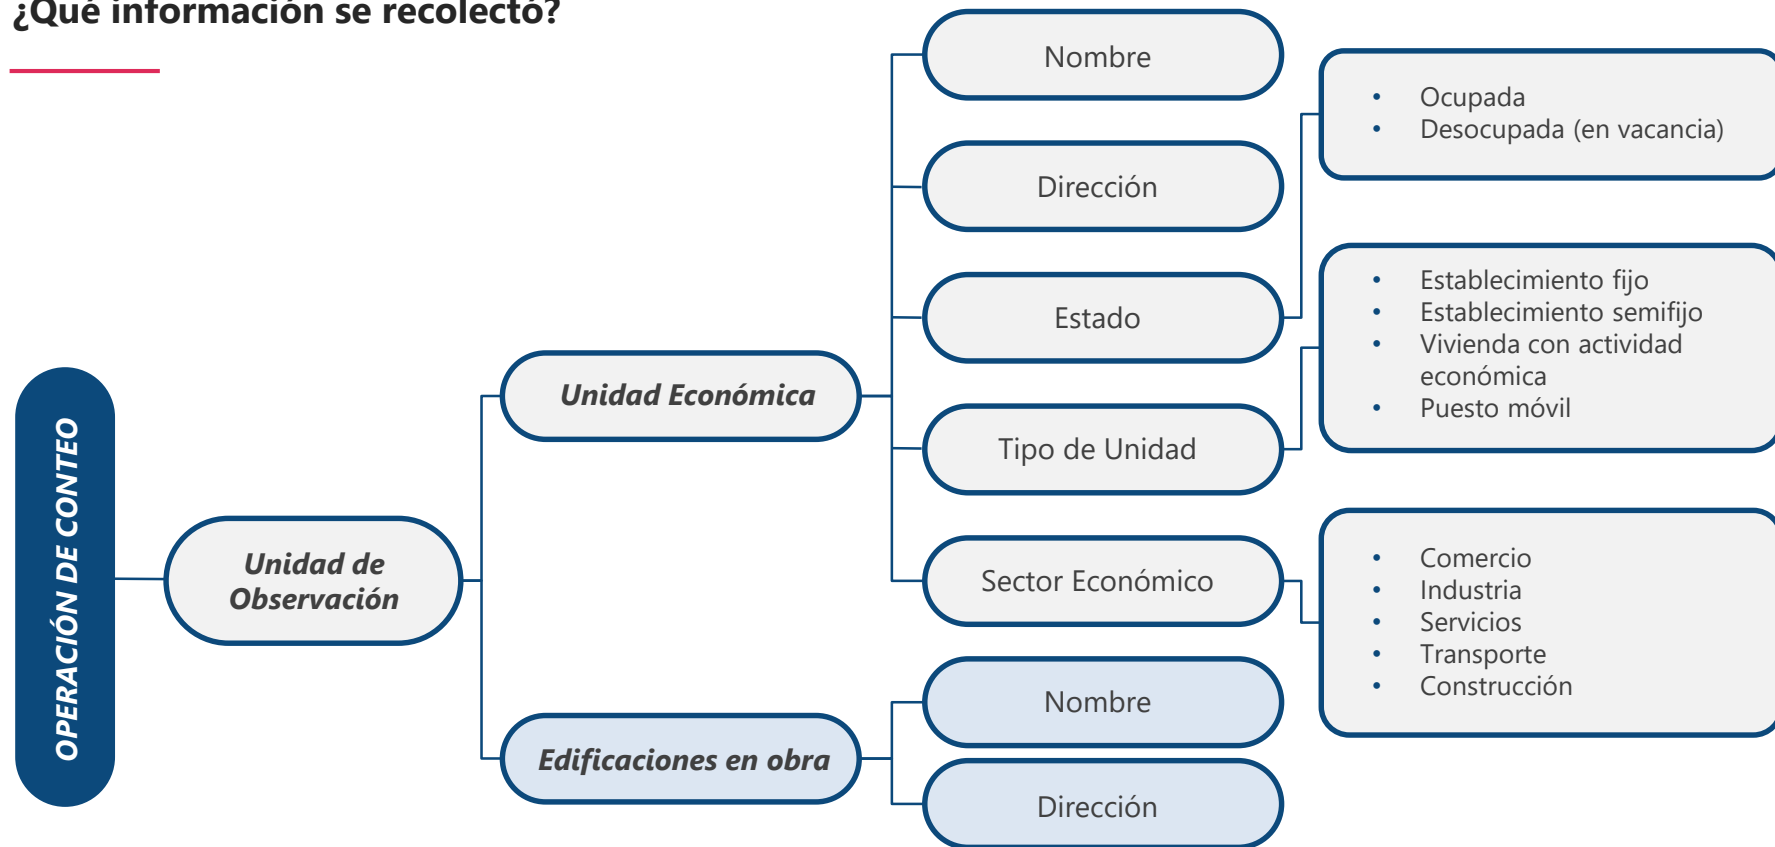 ¿Qué información se recolectó?
OPERACIÓN DE CONTEO
Unidad de
Observación
Unidad Económica
Nombre
Dirección
Estado
• Ocupada
• Desocupada (en vacancia)
Tipo de Unidad
• Establecimiento fijo
• Establecimiento semifijo
• Vivienda con actividad
económica
• Puesto móvil
Sector Económico
• Comercio
• Industria
• Servicios
• Transporte
• Construcción
Edificaciones en obra
Nombre
Dirección